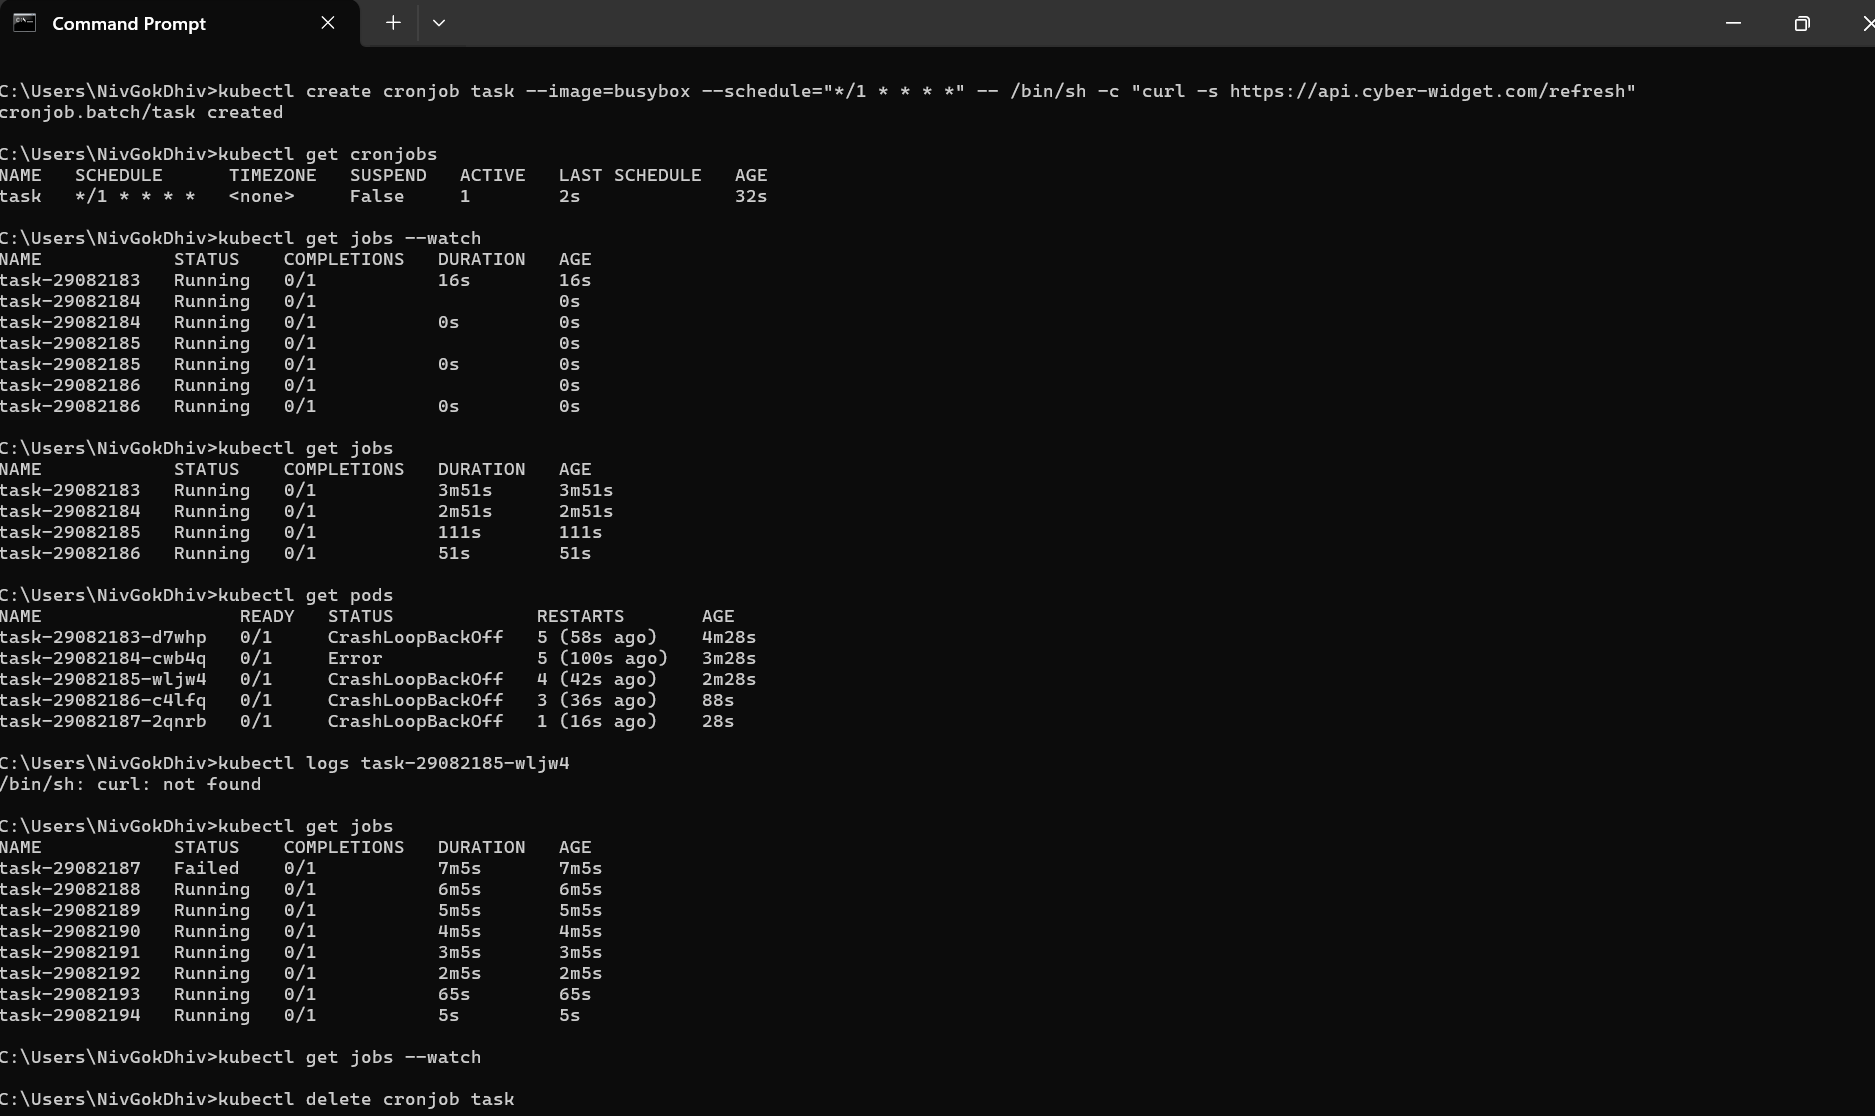 Command Prompt
C:\Users\NivGokDhiv>kubectl create cronjob task --image=busybox --schedule="*/1 * * * *" -- /bin/sh -c "curl -s https://api.cyber-widget.com/refresh"
cronjob.batch/task created
C:\Users\NivGokDhiv>kubectl get cronjobs
NAME   SCHEDULE      TIMEZONE   SUSPEND   ACTIVE   LAST SCHEDULE   AGE
task   */1 * * * *   <none>     False     1        2s              32s
C:\Users\NivGokDhiv>kubectl get jobs --watch
NAME            STATUS    COMPLETIONS   DURATION   AGE
task-29082183   Running   0/1           16s        16s
task-29082184   Running   0/1                      0s
task-29082184   Running   0/1           0s         0s
task-29082185   Running   0/1                      0s
task-29082185   Running   0/1           0s         0s
task-29082186   Running   0/1                      0s
task-29082186   Running   0/1           0s         0s
C:\Users\NivGokDhiv>kubectl get jobs
NAME            STATUS    COMPLETIONS   DURATION   AGE
task-29082183   Running   0/1           3m51s      3m51s
task-29082184   Running   0/1           2m51s      2m51s
task-29082185   Running   0/1           111s       111s
task-29082186   Running   0/1           51s        51s
C:\Users\NivGokDhiv>kubectl get pods
NAME                  READY   STATUS             RESTARTS       AGE
task-29082183-d7whp   0/1     CrashLoopBackOff   5 (58s ago)    4m28s
task-29082184-cwb4q   0/1     Error              5 (100s ago)   3m28s
task-29082185-wljw4   0/1     CrashLoopBackOff   4 (42s ago)    2m28s
task-29082186-c4lfq   0/1     CrashLoopBackOff   3 (36s ago)    88s
task-29082187-2qnrb   0/1     CrashLoopBackOff   1 (16s ago)    28s
C:\Users\NivGokDhiv>kubectl logs task-29082185-wljw4
/bin/sh: curl: not found
C:\Users\NivGokDhiv>kubectl get jobs
NAME            STATUS    COMPLETIONS   DURATION   AGE
task-29082187   Failed    0/1           7m5s       7m5s
task-29082188   Running   0/1           6m5s       6m5s
task-29082189   Running   0/1           5m5s       5m5s
task-29082190   Running   0/1           4m5s       4m5s
task-29082191   Running   0/1           3m5s       3m5s
task-29082192   Running   0/1           2m5s       2m5s
task-29082193   Running   0/1           65s        65s
task-29082194   Running   0/1           5s         5s
C:\Users\NivGokDhiv>kubectl get jobs --watch
C:\Users\NivGokDhiv>kubectl delete cronjob task